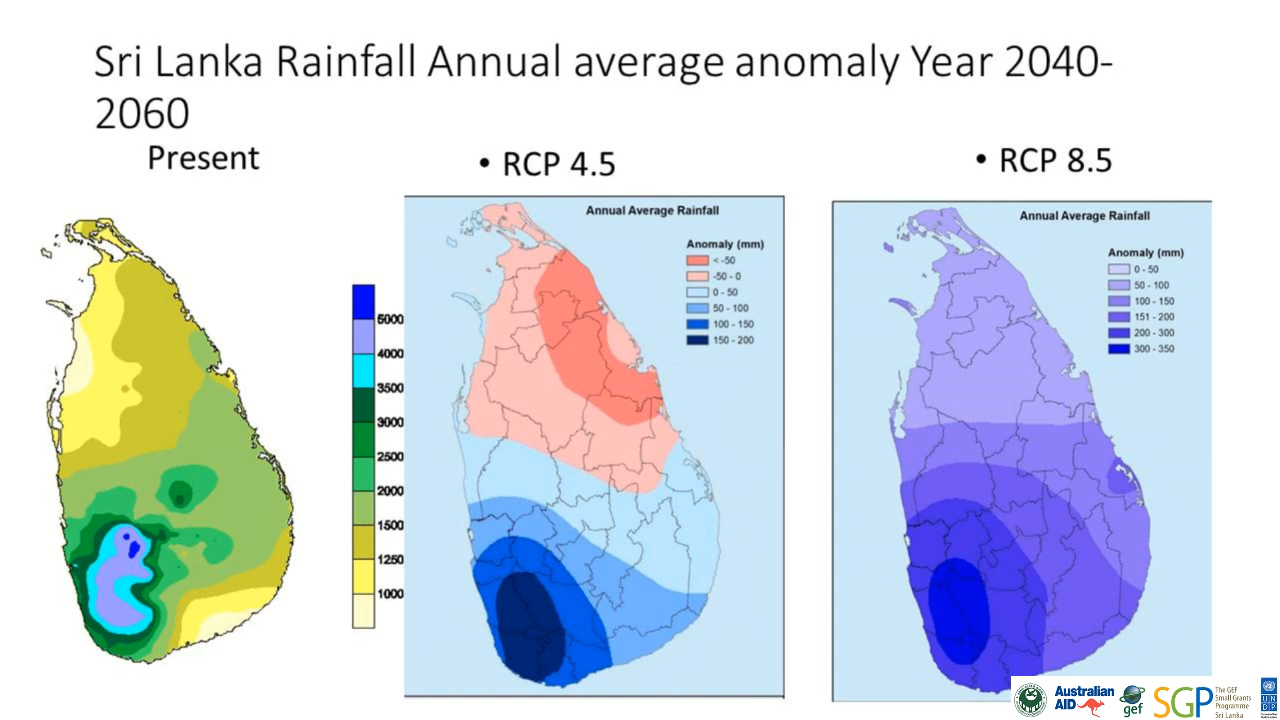 Sri Lanka Rainfall Annual average anomaly Year 2040-
2060
Present
• RCP 4.5
• RCP 8.5
5000
4000
3500
3000
2500
2000
1500
1250
1000
Annual Average Rainfall
Anomaly (mm)
< -50
-50 - 0
0 - 50
50 - 100
100 - 150
150 - 200
Annual Average Rainfall
Anomaly (mm)
0 - 50
50 - 100
100 - 150
151 - 200
200 - 300
300 - 350
Australian
AID
gef
SGP
The GEF
Small Grants
Programme
Sri Lanka
U N
D P